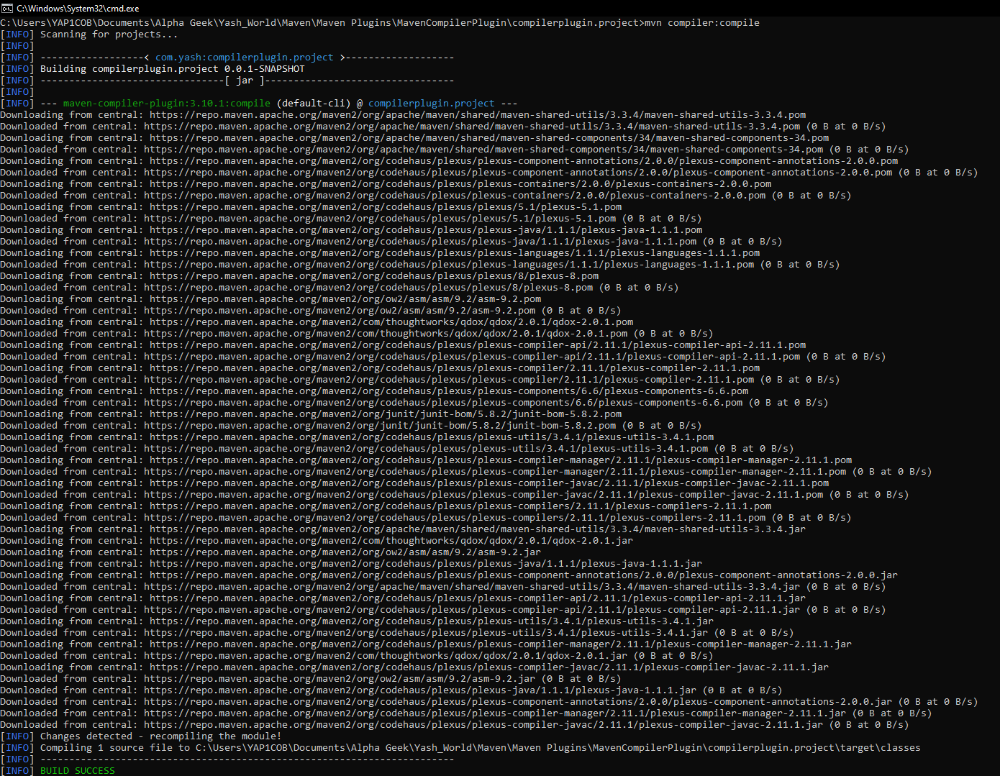 C:\Windows\System32\cmd.exe
C:\Users\YAP1COB\Documents\Alpha Geek\Yash_World\Maven\Maven Plugins\MavenCompilerPlugin\compilerplugin.project>mvn compiler:compile
[INFO] Scanning for projects...
[INFO]
[INFO] ------------------< com.yash:compilerplugin.project >-------------------
[INFO] Building compilerplugin.project 0.0.1-SNAPSHOT
[INFO] --------------------------------[ jar ]---------------------------------
[INFO]
[INFO] --- maven-compiler-plugin:3.10.1:compile (default-cli) @ compilerplugin.project ---
Downloading from central: https://repo.maven.apache.org/maven2/org/apache/maven/shared/maven-shared-utils/3.3.4/maven-shared-utils-3.3.4.pom
Downloaded from central: https://repo.maven.apache.org/maven2/org/apache/maven/shared/maven-shared-utils/3.3.4/maven-shared-utils-3.3.4.pom (0 B at 0 B/s)
Downloading from central: https://repo.maven.apache.org/maven2/org/apache/maven/shared/maven-shared-components/34/maven-shared-components-34.pom
Downloaded from central: https://repo.maven.apache.org/maven2/org/apache/maven/shared/maven-shared-components/34/maven-shared-components-34.pom (0 B at 0 B/s)
Downloading from central: https://repo.maven.apache.org/maven2/org/codehaus/plexus/plexus-component-annotations/2.0.0/plexus-component-annotations-2.0.0.pom
Downloaded from central: https://repo.maven.apache.org/maven2/org/codehaus/plexus/plexus-component-annotations/2.0.0/plexus-component-annotations-2.0.0.pom (0 B at 0 B/s)
Downloading from central: https://repo.maven.apache.org/maven2/org/codehaus/plexus/plexus-containers/2.0.0/plexus-containers-2.0.0.pom
Downloaded from central: https://repo.maven.apache.org/maven2/org/codehaus/plexus/plexus-containers/2.0.0/plexus-containers-2.0.0.pom (0 B at 0 B/s)
Downloading from central: https://repo.maven.apache.org/maven2/org/codehaus/plexus/plexus/5.1/plexus-5.1.pom
Downloaded from central: https://repo.maven.apache.org/maven2/org/codehaus/plexus/plexus/5.1/plexus-5.1.pom (0 B at 0 B/s)
Downloading from central: https://repo.maven.apache.org/maven2/org/codehaus/plexus/plexus-java/1.1.1/plexus-java-1.1.1.pom
Downloaded from central: https://repo.maven.apache.org/maven2/org/codehaus/plexus/plexus-java/1.1.1/plexus-java-1.1.1.pom (0 B at 0 B/s)
Downloading from central: https://repo.maven.apache.org/maven2/org/codehaus/plexus/plexus-languages/1.1.1/plexus-languages-1.1.1.pom
Downloaded from central: https://repo.maven.apache.org/maven2/org/codehaus/plexus/plexus-languages/1.1.1/plexus-languages-1.1.1.pom (0 B at 0 B/s)
Downloading from central: https://repo.maven.apache.org/maven2/org/codehaus/plexus/plexus/8/plexus-8.pom
Downloaded from central: https://repo.maven.apache.org/maven2/org/codehaus/plexus/plexus/8/plexus-8.pom (0 B at 0 B/s)
Downloading from central: https://repo.maven.apache.org/maven2/org/ow2/asm/asm/9.2/asm-9.2.pom
Downloaded from central: https://repo.maven.apache.org/maven2/org/ow2/asm/asm/9.2/asm-9.2.pom (0 B at 0 B/s)
Downloading from central: https://repo.maven.apache.org/maven2/com/thoughtworks/qdox/qdox/2.0.1/qdox-2.0.1.pom
Downloaded from central: https://repo.maven.apache.org/maven2/com/thoughtworks/qdox/qdox/2.0.1/qdox-2.0.1.pom (0 B at 0 B/s)
Downloading from central: https://repo.maven.apache.org/maven2/org/codehaus/plexus/plexus-compiler-api/2.11.1/plexus-compiler-api-2.11.1.pom
Downloaded from central: https://repo.maven.apache.org/maven2/org/codehaus/plexus/plexus-compiler-api/2.11.1/plexus-compiler-api-2.11.1.pom (0 B at 0 B/s)
Downloading from central: https://repo.maven.apache.org/maven2/org/codehaus/plexus/plexus-compiler/2.11.1/plexus-compiler-2.11.1.pom
Downloaded from central: https://repo.maven.apache.org/maven2/org/codehaus/plexus/plexus-compiler/2.11.1/plexus-compiler-2.11.1.pom (0 B at 0 B/s)
Downloading from central: https://repo.maven.apache.org/maven2/org/codehaus/plexus/plexus-components/6.6/plexus-components-6.6.pom
Downloaded from central: https://repo.maven.apache.org/maven2/org/codehaus/plexus/plexus-components/6.6/plexus-components-6.6.pom (0 B at 0 B/s)
Downloading from central: https://repo.maven.apache.org/maven2/org/junit/junit-bom/5.8.2/junit-bom-5.8.2.pom
Downloaded from central: https://repo.maven.apache.org/maven2/org/junit/junit-bom/5.8.2/junit-bom-5.8.2.pom (0 B at 0 B/s)
Downloading from central: https://repo.maven.apache.org/maven2/org/codehaus/plexus/plexus-utils/3.4.1/plexus-utils-3.4.1.pom
Downloaded from central: https://repo.maven.apache.org/maven2/org/codehaus/plexus/plexus-utils/3.4.1/plexus-utils-3.4.1.pom (0 B at 0 B/s)
Downloading from central: https://repo.maven.apache.org/maven2/org/codehaus/plexus/plexus-compiler-manager/2.11.1/plexus-compiler-manager-2.11.1.pom
Downloaded from central: https://repo.maven.apache.org/maven2/org/codehaus/plexus/plexus-compiler-manager/2.11.1/plexus-compiler-manager-2.11.1.pom (0 B at 0 B/s)
Downloading from central: https://repo.maven.apache.org/maven2/org/codehaus/plexus/plexus-compiler-javac/2.11.1/plexus-compiler-javac-2.11.1.pom
Downloaded from central: https://repo.maven.apache.org/maven2/org/codehaus/plexus/plexus-compiler-javac/2.11.1/plexus-compiler-javac-2.11.1.pom (0 B at 0 B/s)
Downloading from central: https://repo.maven.apache.org/maven2/org/codehaus/plexus/plexus-compilers/2.11.1/plexus-compilers-2.11.1.pom
Downloaded from central: https://repo.maven.apache.org/maven2/org/codehaus/plexus/plexus-compilers/2.11.1/plexus-compilers-2.11.1.pom (0 B at 0 B/s)
Downloading from central: https://repo.maven.apache.org/maven2/org/apache/maven/shared/maven-shared-utils/3.3.4/maven-shared-utils-3.3.4.jar
Downloading from central: https://repo.maven.apache.org/maven2/com/thoughtworks/qdox/qdox/2.0.1/qdox-2.0.1.jar
Downloading from central: https://repo.maven.apache.org/maven2/org/ow2/asm/asm/9.2/asm-9.2.jar
Downloading from central: https://repo.maven.apache.org/maven2/org/codehaus/plexus/plexus-java/1.1.1/plexus-java-1.1.1.jar
Downloading from central: https://repo.maven.apache.org/maven2/org/codehaus/plexus/plexus-component-annotations/2.0.0/plexus-component-annotations-2.0.0.jar
Downloaded from central: https://repo.maven.apache.org/maven2/org/apache/maven/shared/maven-shared-utils/3.3.4/maven-shared-utils-3.3.4.jar (0 B at 0 B/s)
Downloading from central: https://repo.maven.apache.org/maven2/org/codehaus/plexus/plexus-compiler-api/2.11.1/plexus-compiler-api-2.11.1.jar
Downloaded from central: https://repo.maven.apache.org/maven2/org/codehaus/plexus/plexus-compiler-api/2.11.1/plexus-compiler-api-2.11.1.jar (0 B at 0 B/s)
Downloading from central: https://repo.maven.apache.org/maven2/org/codehaus/plexus/plexus-utils/3.4.1/plexus-utils-3.4.1.jar
Downloaded from central: https://repo.maven.apache.org/maven2/org/codehaus/plexus/plexus-utils/3.4.1/plexus-utils-3.4.1.jar (0 B at 0 B/s)
Downloading from central: https://repo.maven.apache.org/maven2/org/codehaus/plexus/plexus-compiler-manager/2.11.1/plexus-compiler-manager-2.11.1.jar
Downloaded from central: https://repo.maven.apache.org/maven2/com/thoughtworks/qdox/qdox/2.0.1/qdox-2.0.1.jar (0 B at 0 B/s)
Downloading from central: https://repo.maven.apache.org/maven2/org/codehaus/plexus/plexus-compiler-javac/2.11.1/plexus-compiler-javac-2.11.1.jar
Downloaded from central: https://repo.maven.apache.org/maven2/org/ow2/asm/asm/9.2/asm-9.2.jar (0 B at 0 B/s)
Downloaded from central: https://repo.maven.apache.org/maven2/org/codehaus/plexus/plexus-java/1.1.1/plexus-java-1.1.1.jar (0 B at 0 B/s)
Downloaded from central: https://repo.maven.apache.org/maven2/org/codehaus/plexus/plexus-component-annotations/2.0.0/plexus-component-annotations-2.0.0.jar (0 B at 0 B/s)
Downloaded from central: https://repo.maven.apache.org/maven2/org/codehaus/plexus/plexus-compiler-manager/2.11.1/plexus-compiler-manager-2.11.1.jar (0 B at 0 B/s)
Downloaded from central: https://repo.maven.apache.org/maven2/org/codehaus/plexus/plexus-compiler-javac/2.11.1/plexus-compiler-javac-2.11.1.jar (0 B at 0 B/s)
[INFO] Changes detected - recompiling the module!
[INFO] Compiling 1 source file to C:\Users\YAP1COB\Documents\Alpha Geek\Yash_World\Maven\Maven Plugins\MavenCompilerPlugin\compilerplugin.project\target\classes
[INFO] ------------------------------------------------------------------------
[INFO] BUILD SUCCESS